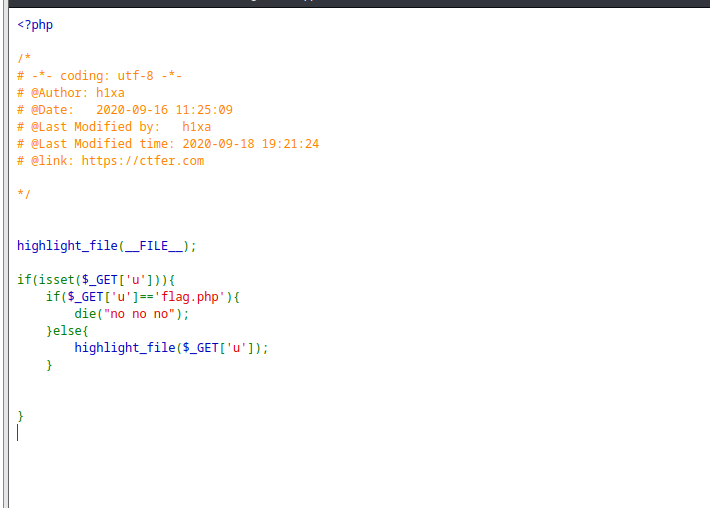 <?php
/*
# -*- coding: utf-8 -*-
# @Author: h1xa
# @Date:   2020-09-16 11:25:09
# @Last Modified by:   h1xa
# @Last Modified time: 2020-09-18 19:21:24
# @link: https://ctfer.com
*/
highlight_file(__FILE__);
if(isset($_GET['u'])){
    if($_GET['u']=='flag.php'){
        die("no no no");
    }else{
        highlight_file($_GET['u']);
    }
}